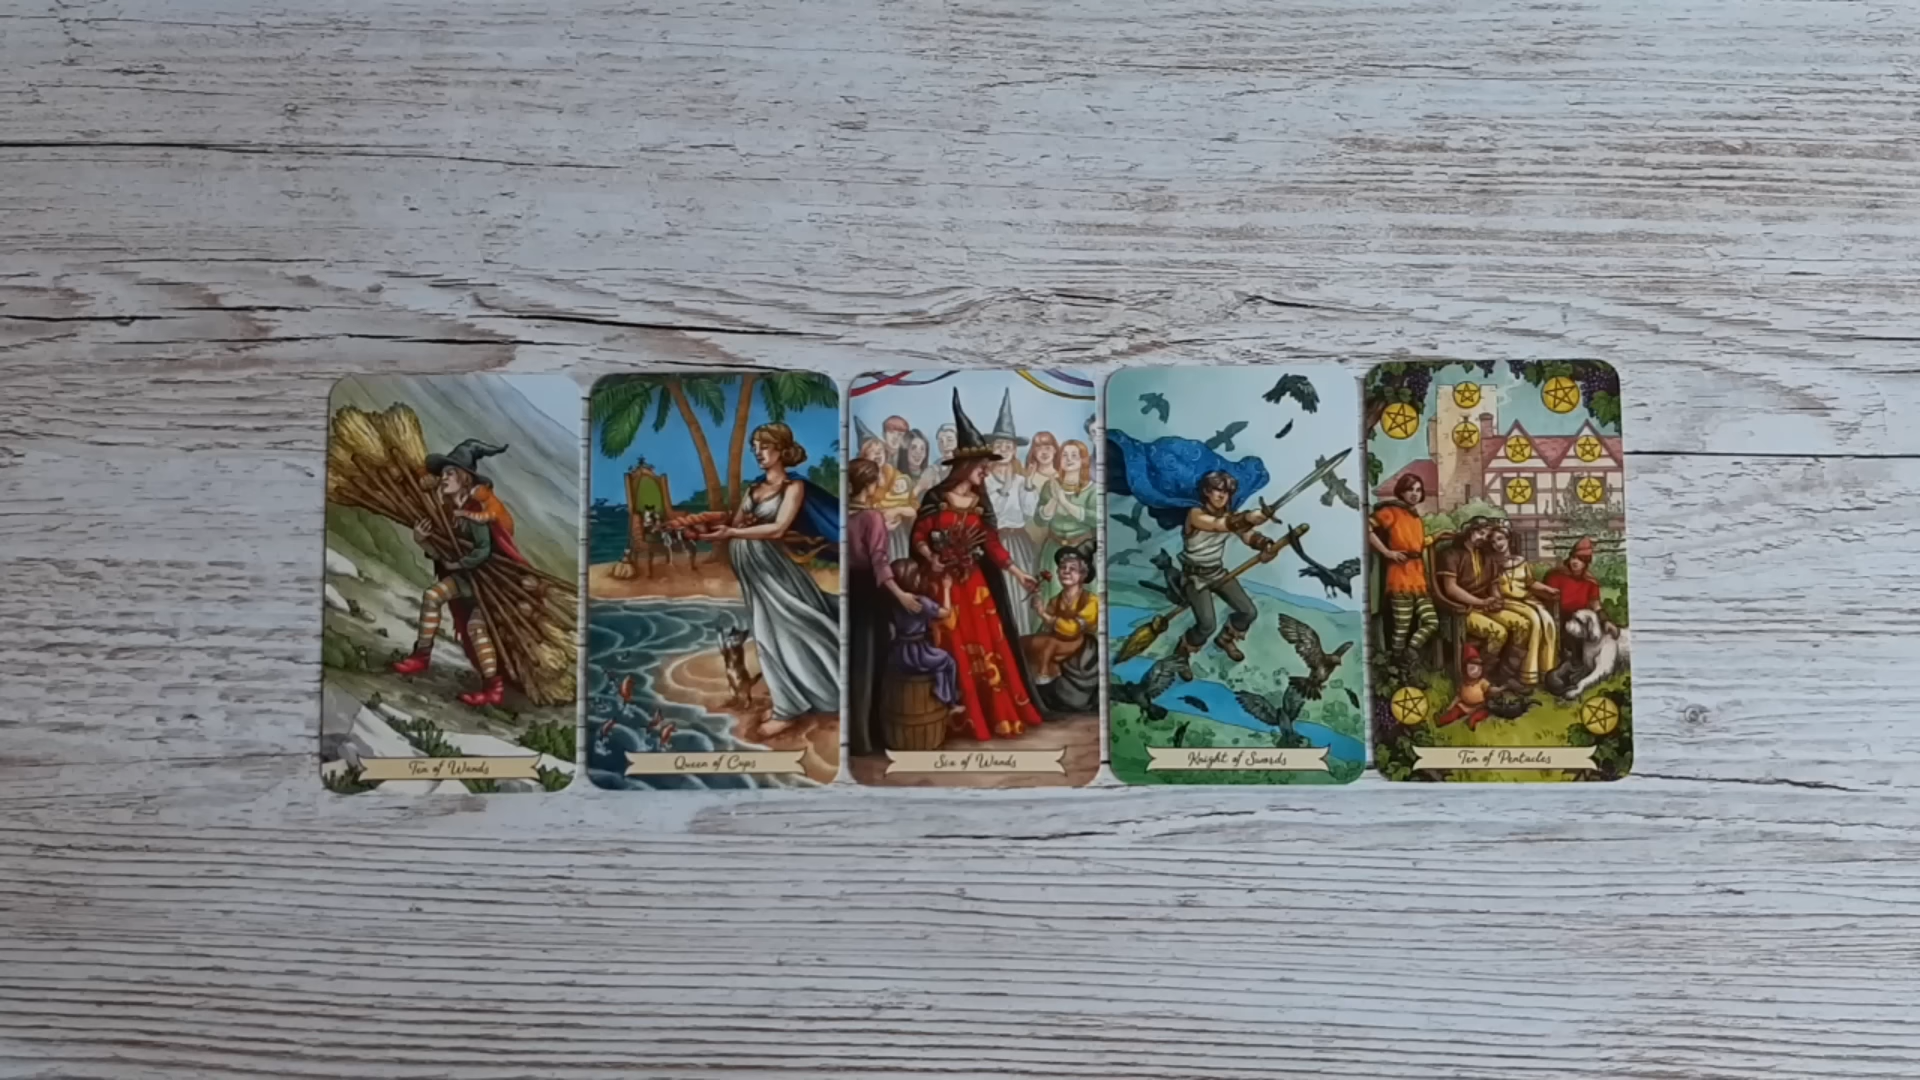 Ten of Wands
Queen of Cups
Six of Wands
Knight of Swords
Ten of Pentacles